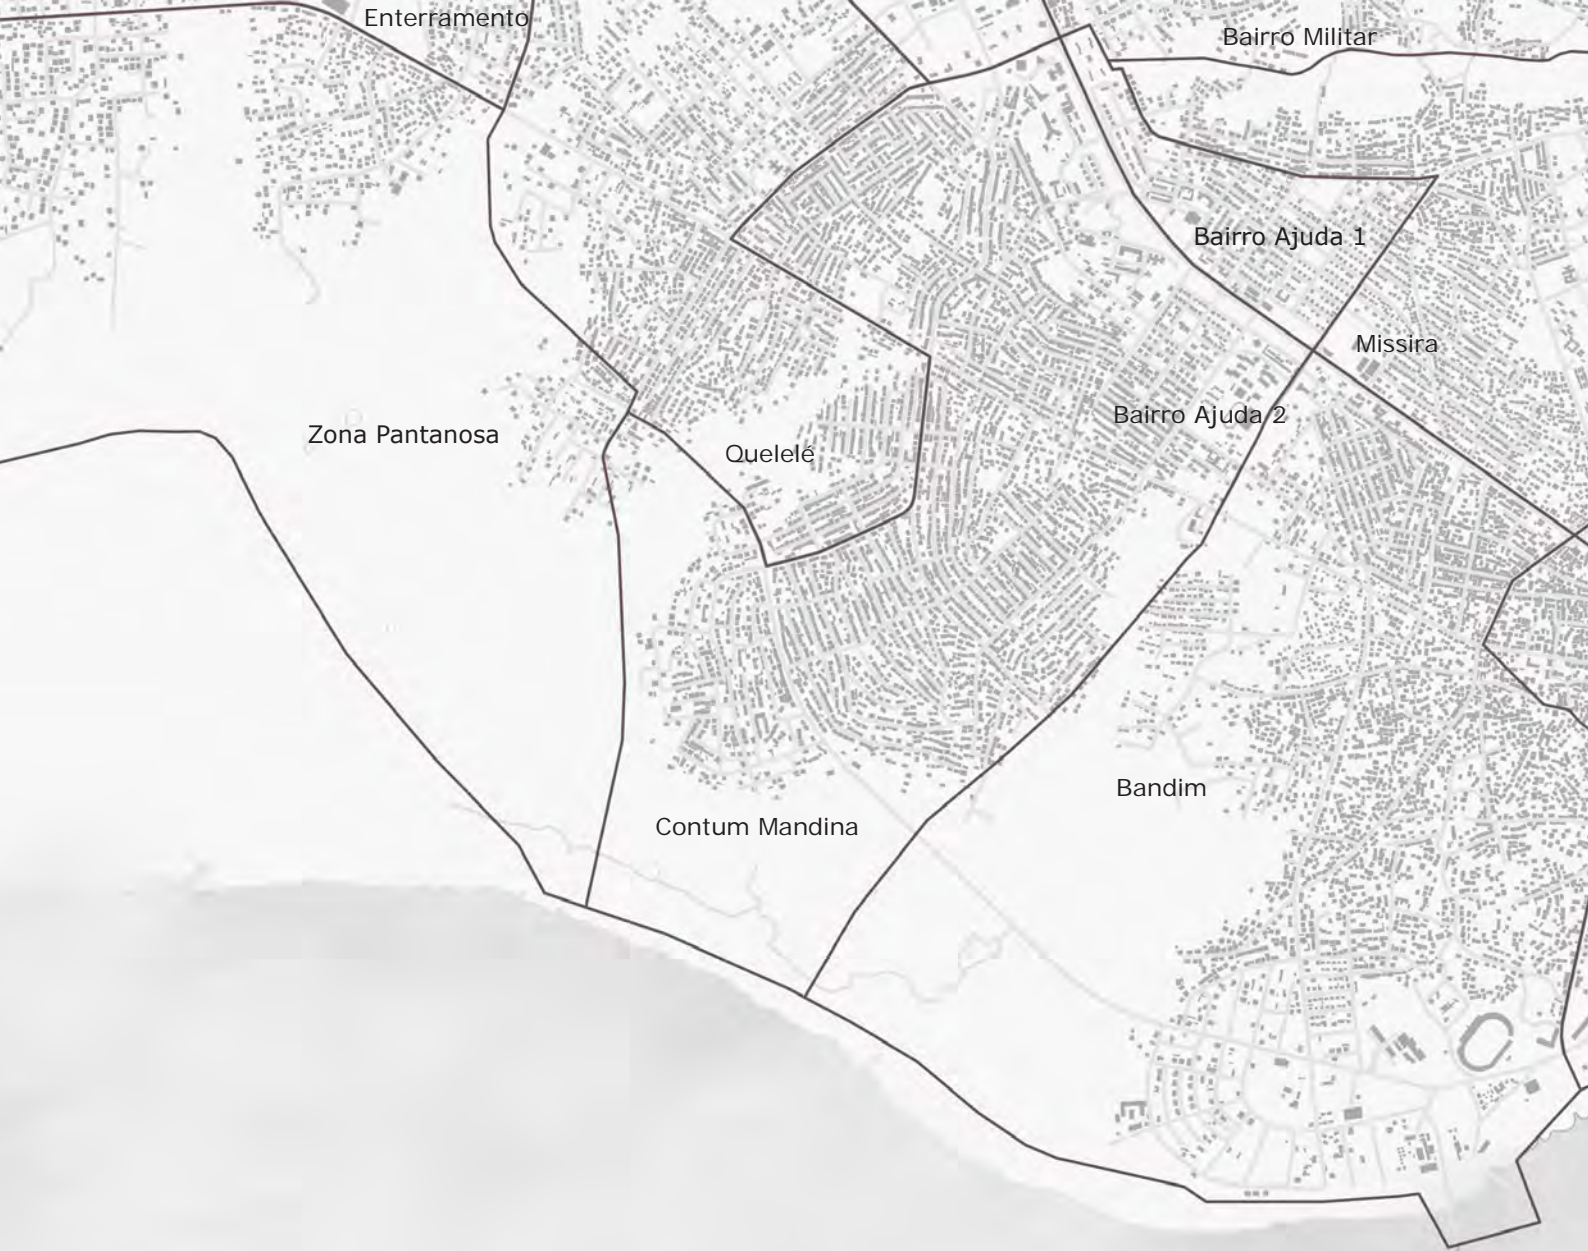 Enterramento
Bairro Militar
Bairro Ajuda 1
Missira
Bairro Ajuda 2
Zona Pantanosa
Quelelé
Bandim
Contum Mandina